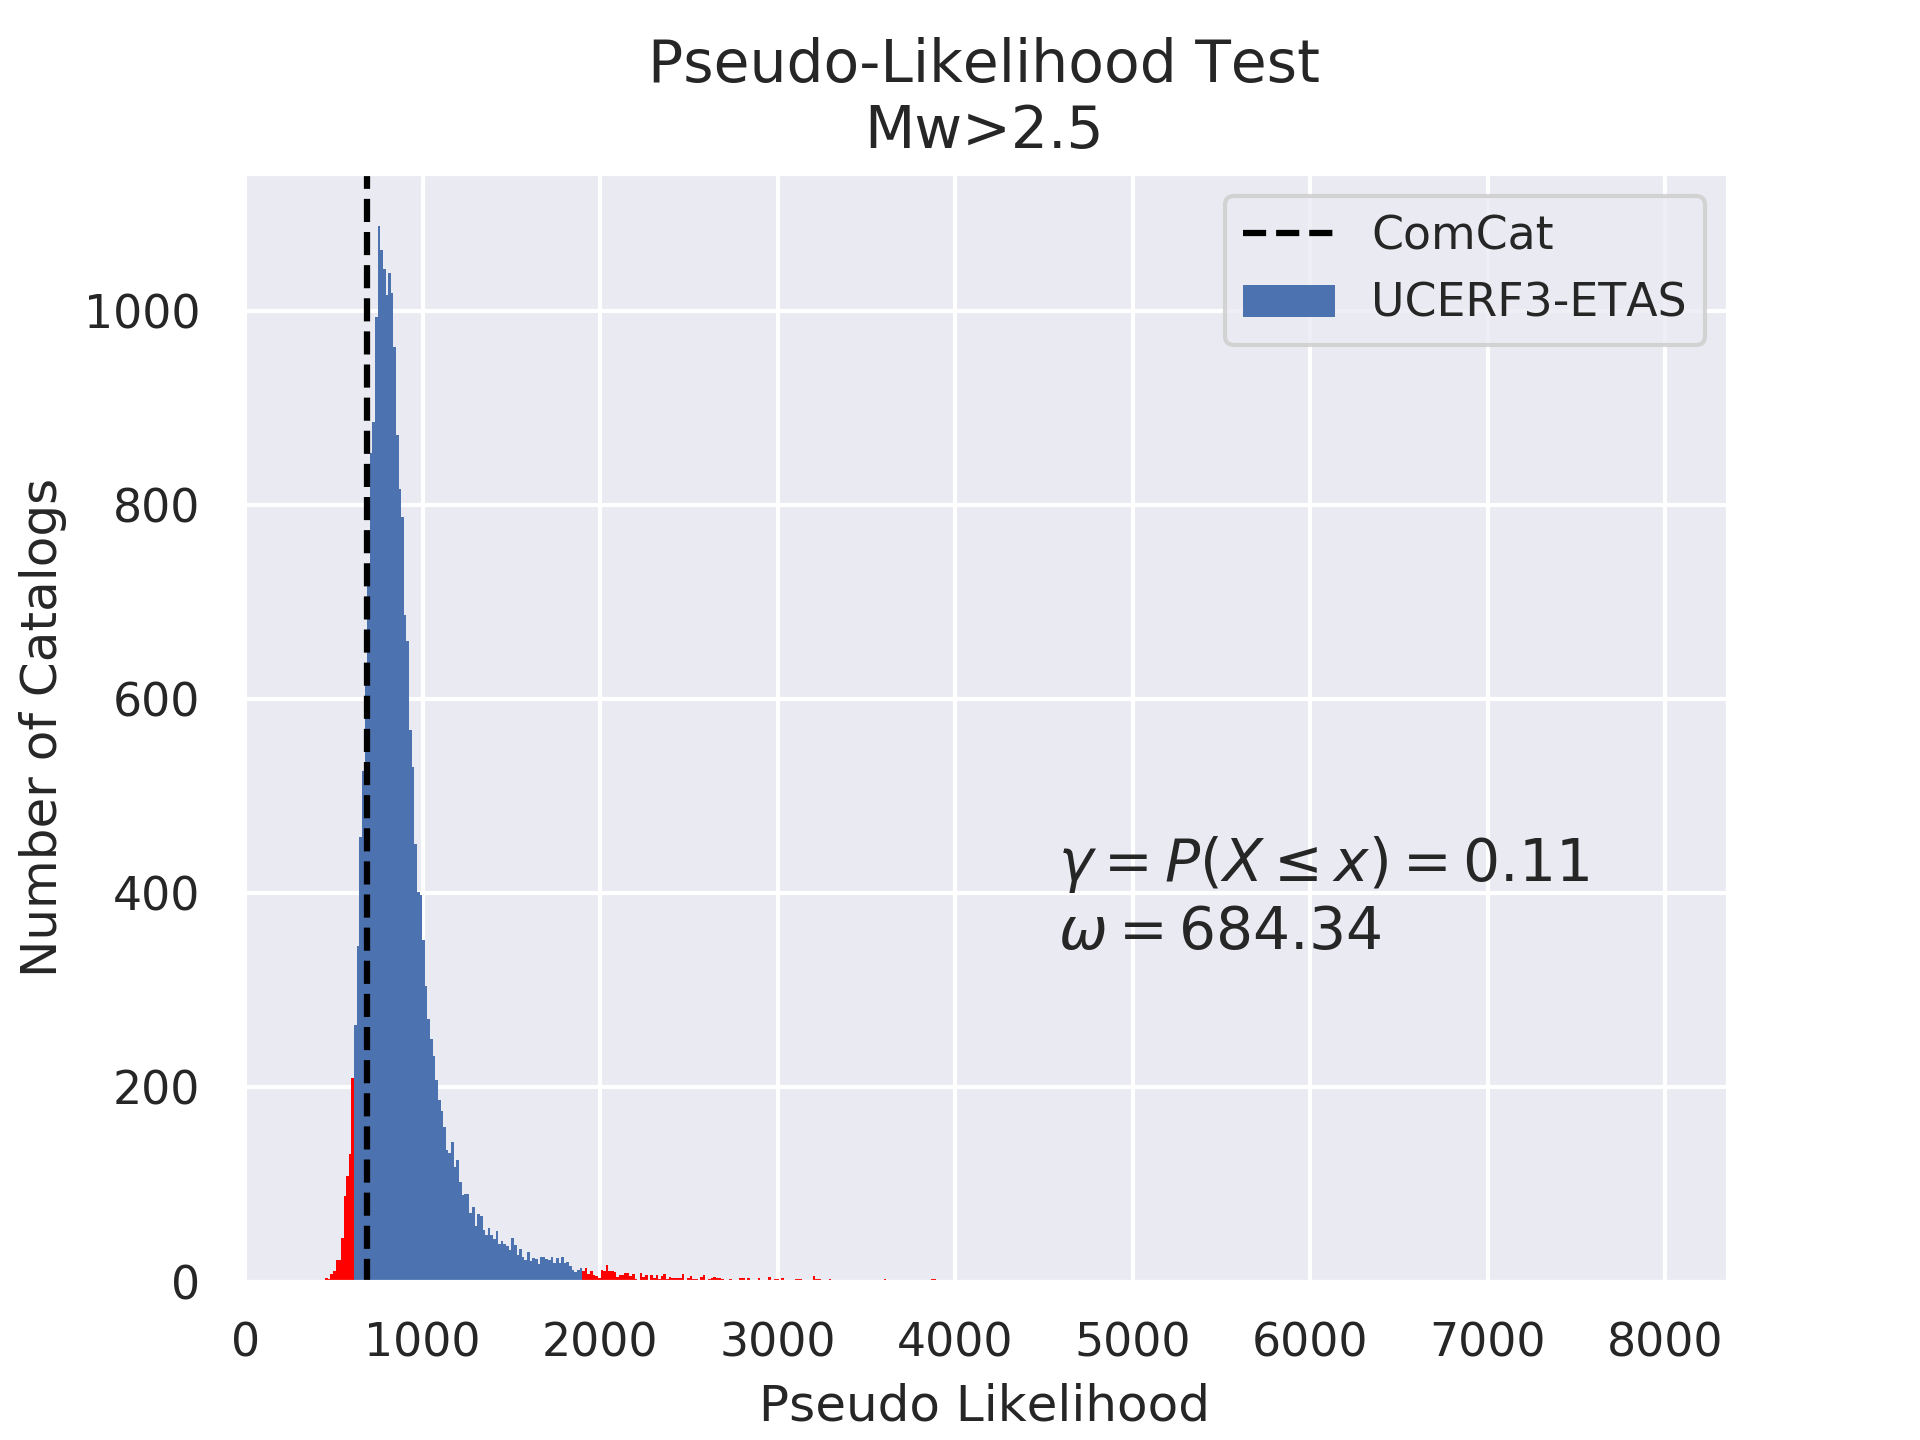 Pseudo-Likelihood Test
Mw>2.5
ComCat
UCERF3-ETAS
1000
800
600
400
200
0
Number of Catalogs
γ = P(X ≤ x) = 0.11
ω = 684.34
0 1000 2000 3000 4000 5000 6000 7000 8000
Pseudo Likelihood